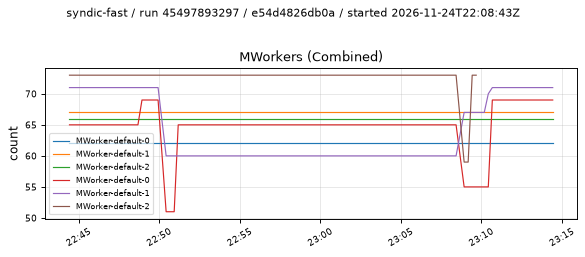 syndic-fast / run 45497893297 / e54d4826db0a / started 2026-11-24T22:08:43Z
MWorkers (Combined)
count
70
65
60
55
50
MWorker-default-0
MWorker-default-1
MWorker-default-2
MWorker-default-0
MWorker-default-1
MWorker-default-2
22:45
22:50
22:55
23:00
23:05
23:10
23:15